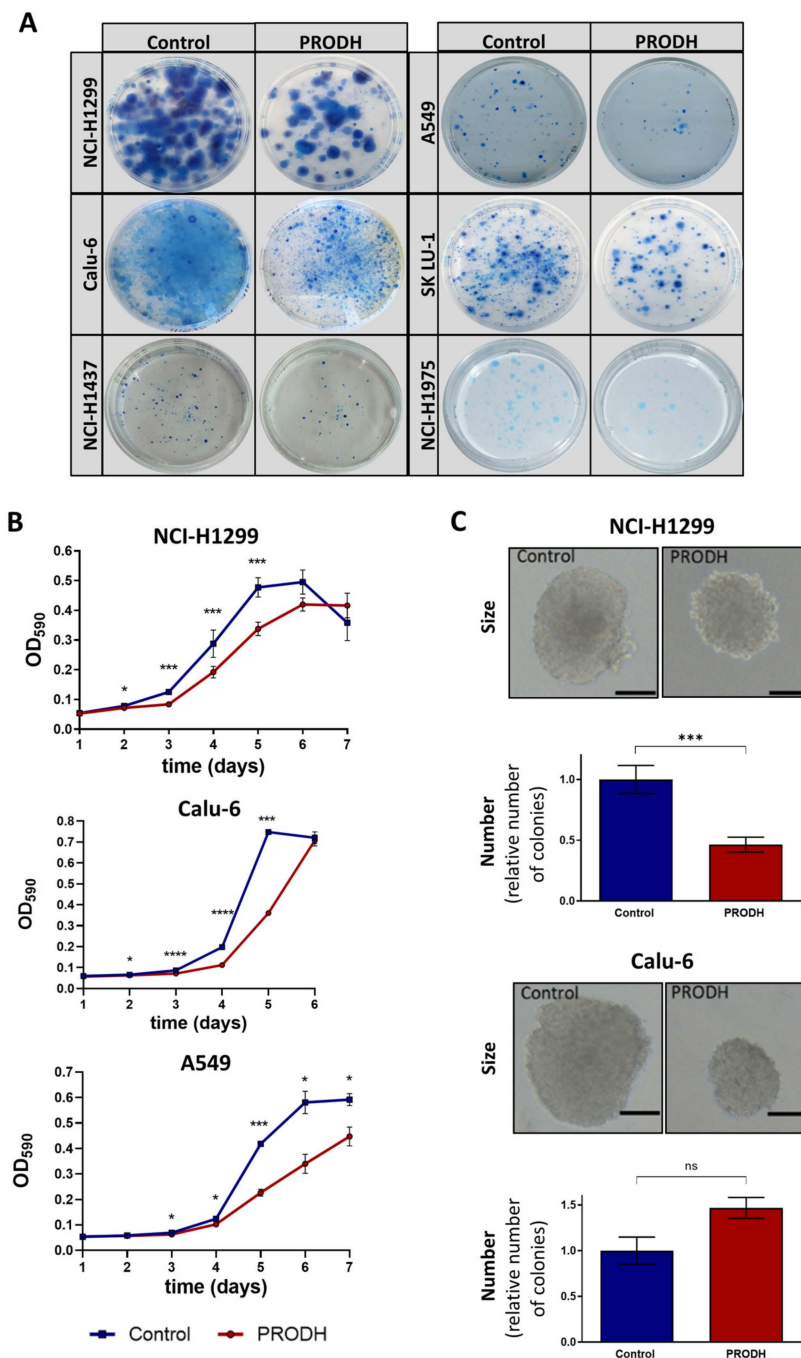 A
Control PRODH Control PRODH
NCI-H1299
A549
Calu-6
SK LU-1
NCI-H1437
NCI-H1975
B
NCI-H1299
0.6
0.5
0.4
0.3
0.2
0.1
0.0
OD590
* *** *** ***
1 2 3 4 5 6 7
time (days)
Calu-6
0.8
0.7
0.6
0.5
0.4
0.3
0.2
0.1
0.0
OD590
* **** **** ***
1 2 3 4 5 6
time (days)
A549
0.7
0.6
0.5
0.4
0.3
0.2
0.1
0.0
OD590
* * *** * *
1 2 3 4 5 6 7
time (days)
Control PRODH
C
NCI-H1299
Size
Control PRODH
***
Number
(relative number
of colonies)
1.0
0.5
0.0
Control PRODH
Calu-6
Size
Control PRODH
ns
Number
(relative number
of colonies)
1.5
1.0
0.5
0.0
Control PRODH